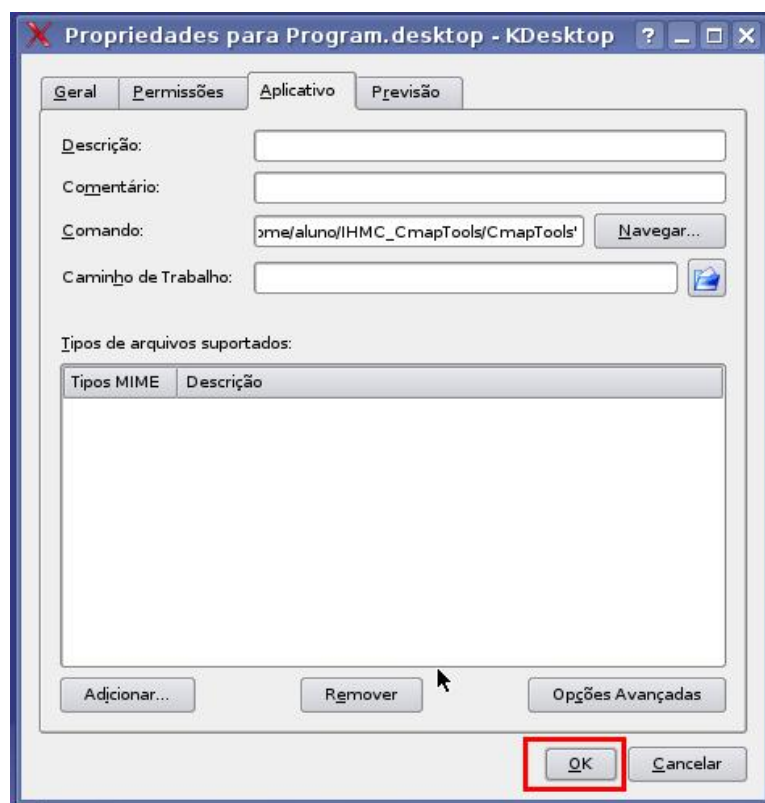 Propriedades para Program.desktop - KDesktop ?
Geral Permissões Aplicativo Previsão
Descrição:
Comentário:
Comando: ome/aluno/IHMC_CmapTools/CmapTools' Navegar...
Caminho de Trabalho:
Tipos de arquivos suportados:
Tipos MIME Descrição
Adicionar... Remover Opções Avançadas
OK Cancelar